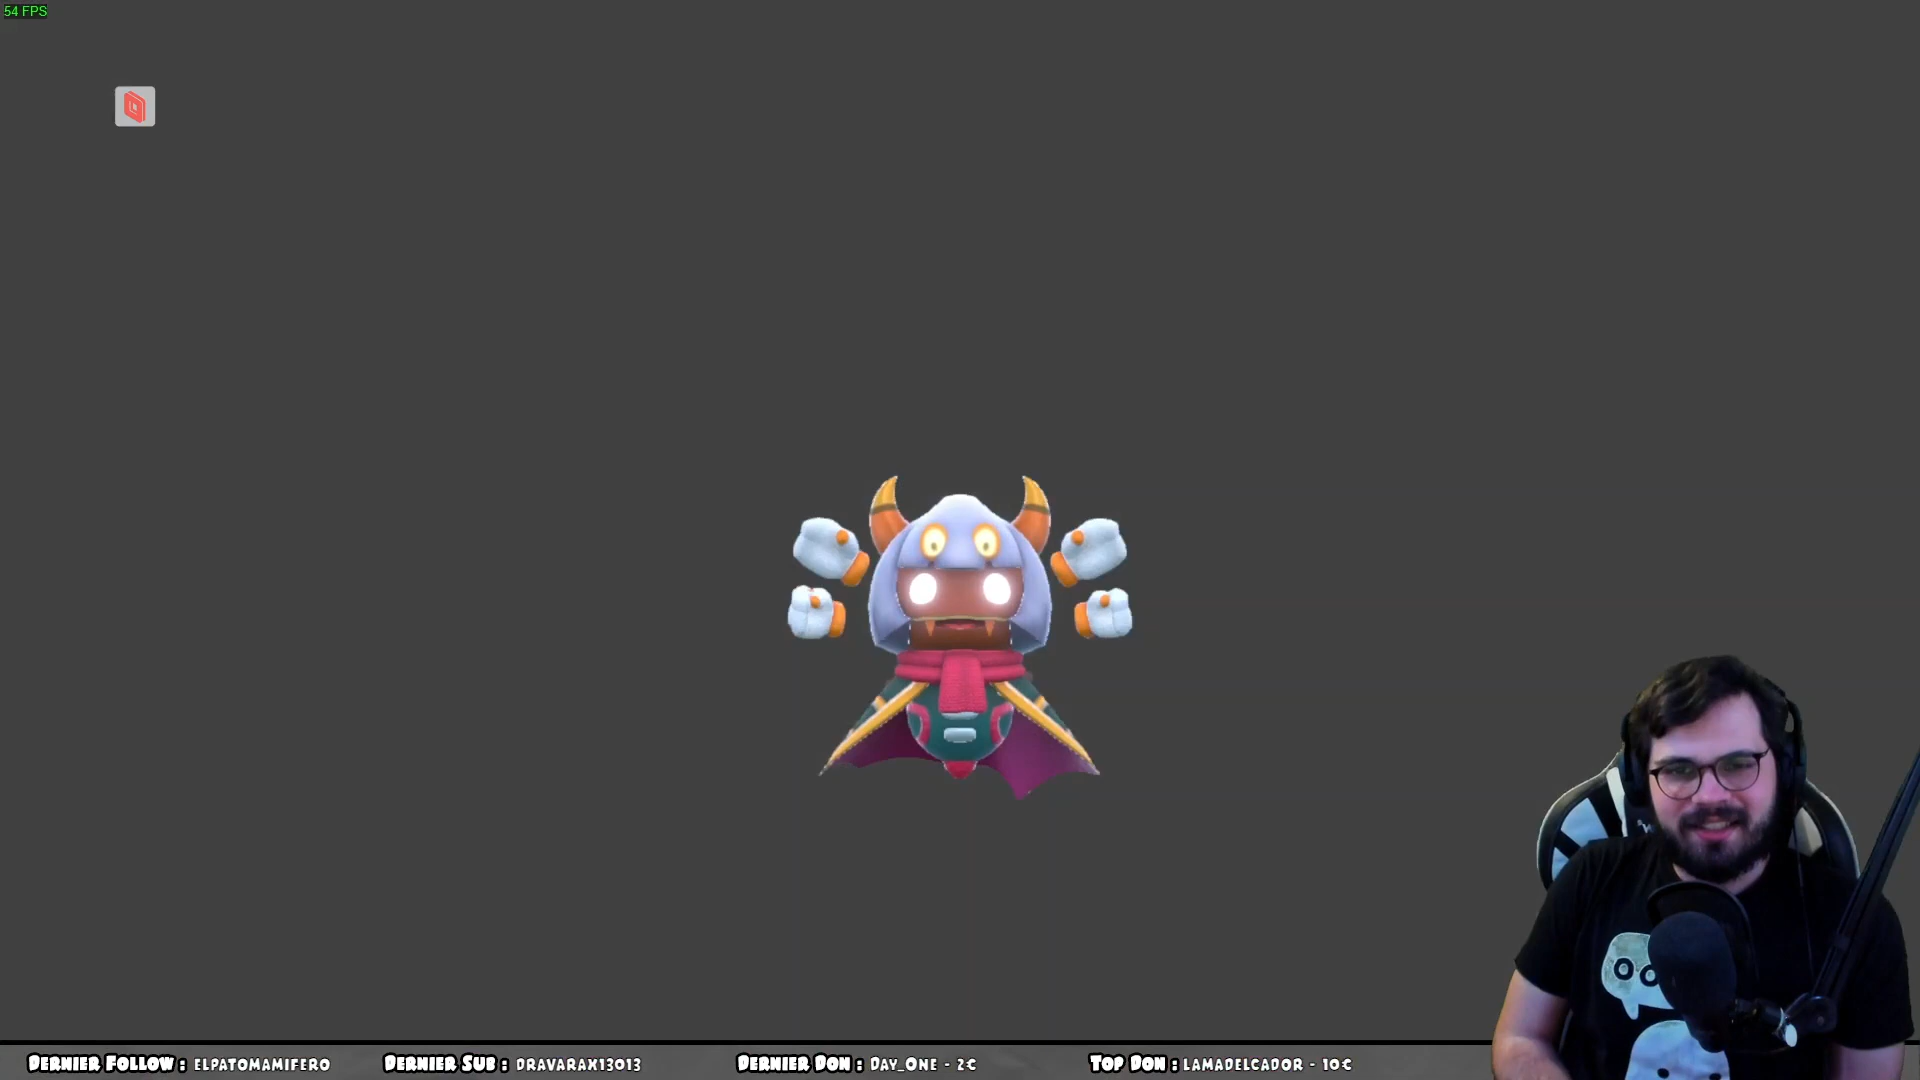 54 FPS
Dernier Follow : elpatomamifero
Dernier Sub : dravarax13013
Dernier Don : Day_One - 2€
Top Don : lamadelcador - 10€